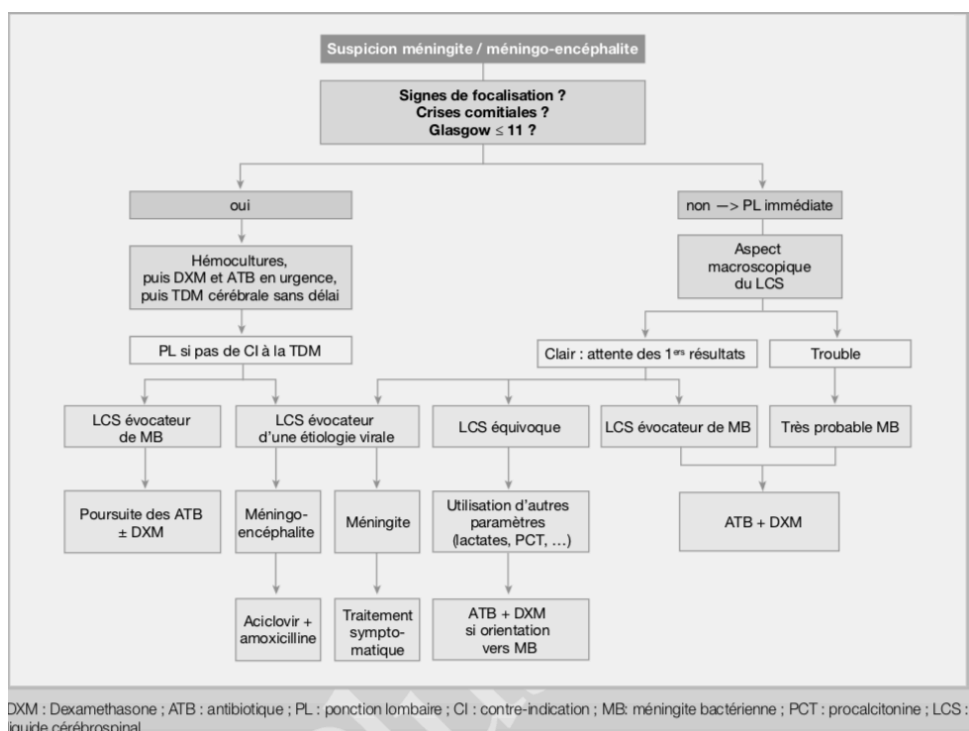 Suspicion méningite / méningo-encéphalite
Signes de focalisation ?
Crises comitiales ?
Glasgow ≤ 11 ?
oui
non —> PL immédiate
Hémocultures,
puis DXM et ATB en urgence,
puis TDM cérébrale sans délai
Aspect
macroscopique
du LCS
PL si pas de CI à la TDM
Clair : attente des 1ers résultats
Trouble
LCS évocateur
de MB
LCS évocateur
d'une étiologie virale
LCS équivoque
LCS évocateur de MB
Très probable MB
Poursuite des ATB
± DXM
Méningo-
encéphalite
Méningite
Utilisation d'autres
paramètres
(lactates, PCT, ...)
ATB + DXM
Aciclovir +
amoxicilline
Traitement
sympto-
matique
ATB + DXM
si orientation
vers MB
DXM : Dexamethasone ; ATB : antibiotique ; PL : ponction lombaire ; CI : contre-indication ; MB: méningite bactérienne ; PCT : procalcitonine ; LCS :
liquide cérébrospinal